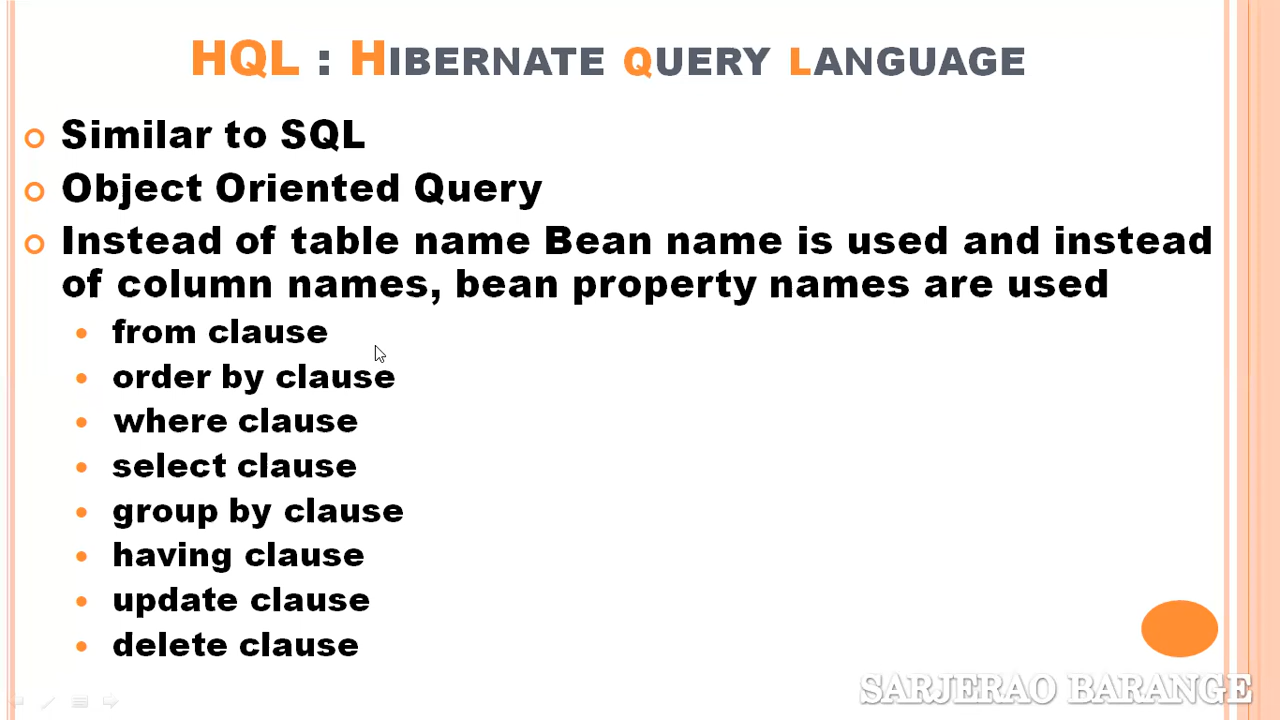 HQL : HIBERNATE QUERY LANGUAGE
Similar to SQL
Object Oriented Query
Instead of table name Bean name is used and instead
of column names, bean property names are used
from clause
order by clause
where clause
select clause
group by clause
having clause
update clause
delete clause
SARJERAO BARANGE